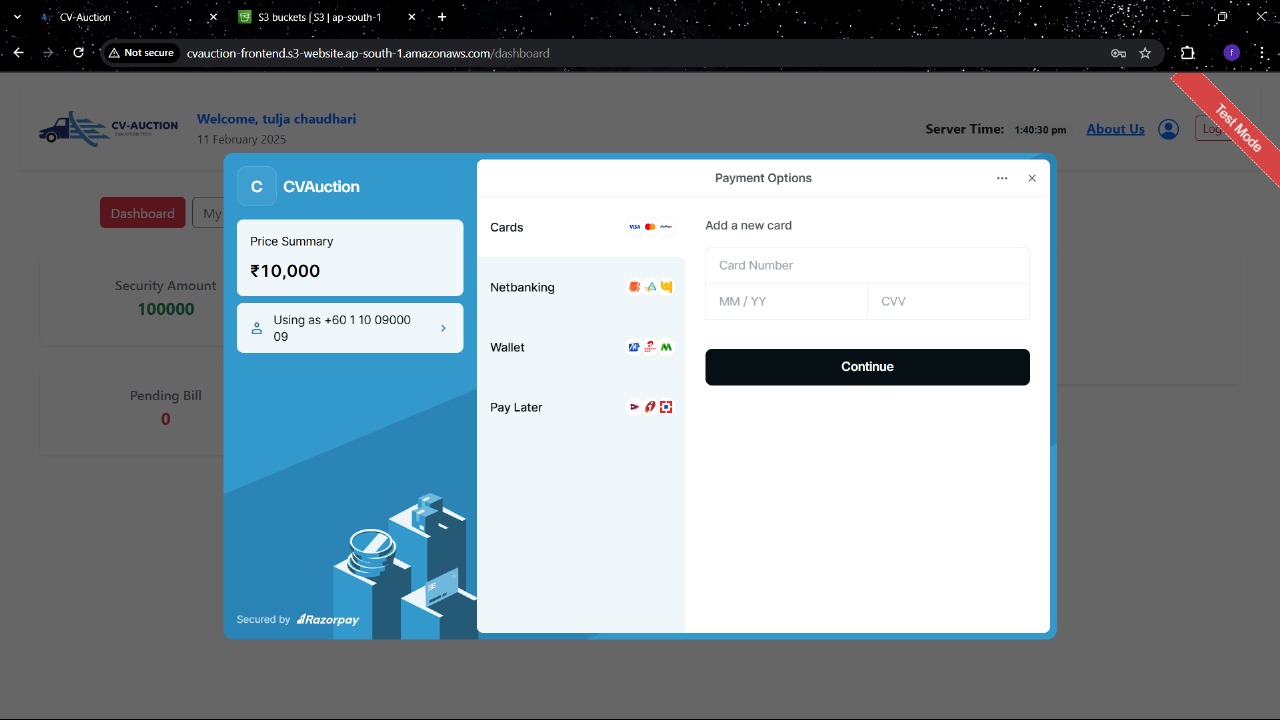 CV-Auction
S3 buckets | S3 | ap-south-1
Not secure
cvauction-frontend.s3-website.ap-south-1.amazonaws.com/dashboard
f
CV-AUCTION
Welcome, tulja chaudhari
11 February 2025
Server Time: 1:40:30 pm
About Us
Test Mode
Dashboard
My
Security Amount
100000
Pending Bill
0
C
CVAuction
Price Summary
₹10,000
Using as +60 1 10 09000
09
Secured by Razorpay
Payment Options
Cards
VISA
Netbanking
Wallet
Pay Later
Add a new card
Card Number
MM / YY
CVV
Continue